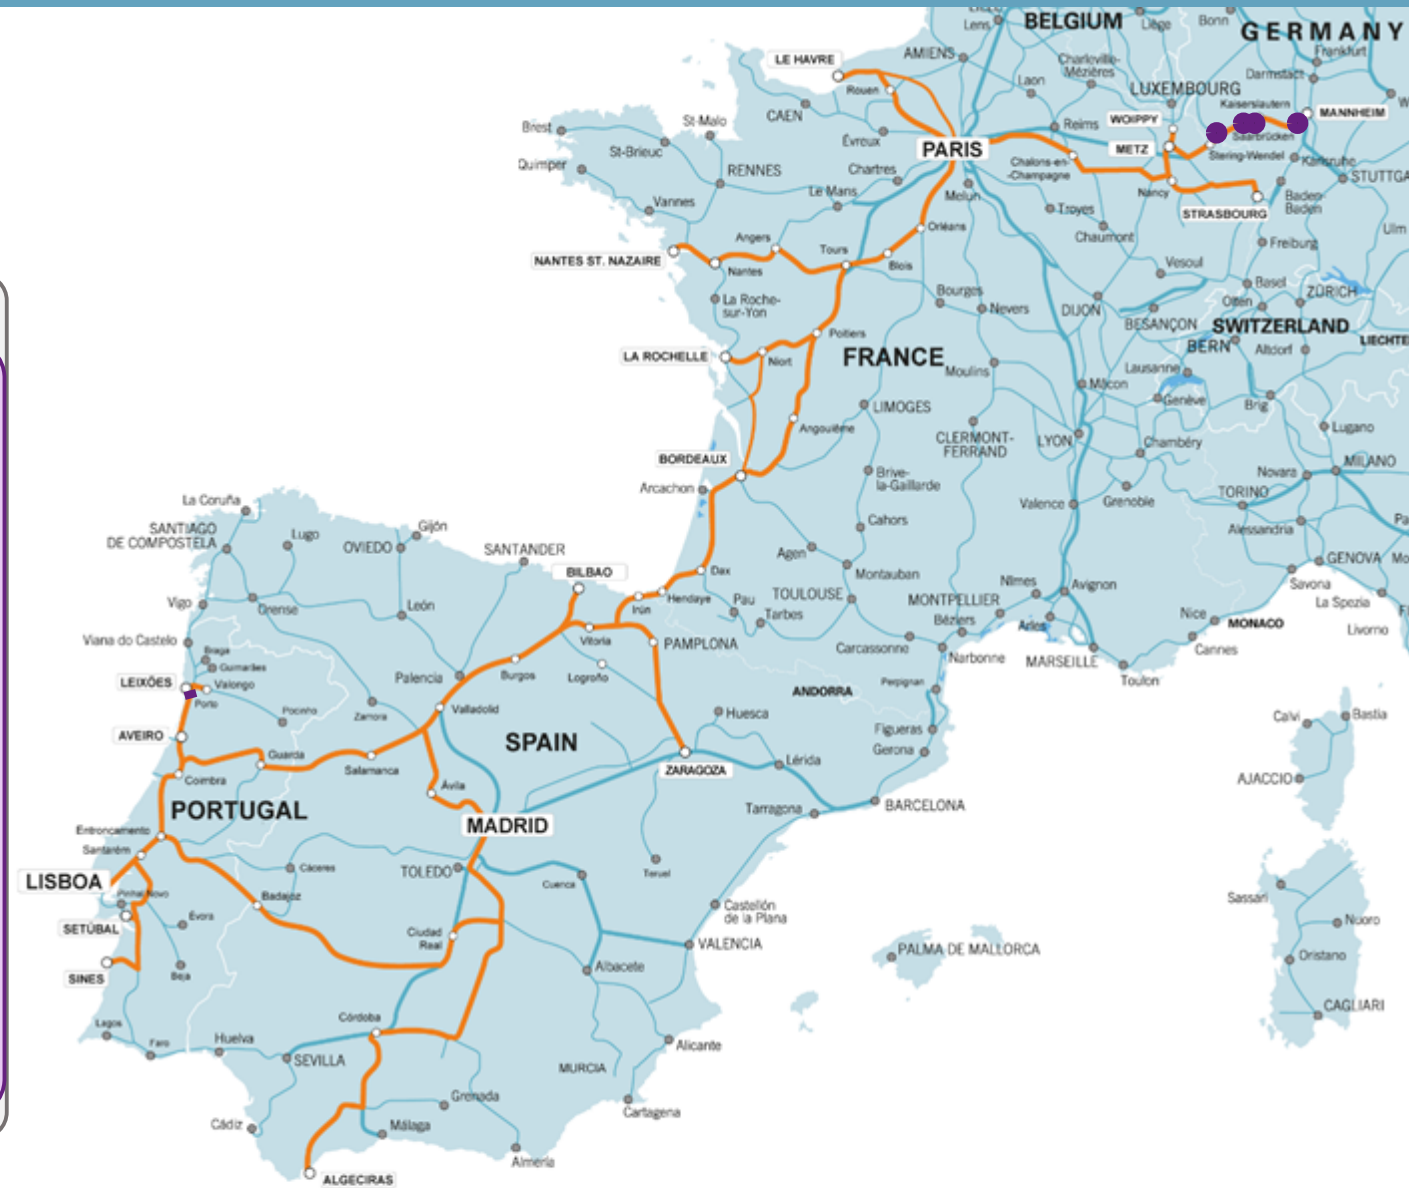 LILLE
Lens
BELGIUM
Liège
Bonn
GERMANY
Frankfurt
LE HAVRE
AMIENS
Charleville-
Mézières
Darmstadt
Laon
LUXEMBOURG
Rouen
CAEN
Kaiserslautern
MANNHEIM
WOIPPY
Brest
St-Malo
Reims
Évreux
Saarbrücken
St-Brieuc
PARIS
METZ
Stering-Wendel
Karlsruhe
Quimper
RENNES
Chartres
Chalons-en-
-Champagne
STUTTGA
Le Mans
Melun
Nancy
Baden-
Baden
Vannes
Troyes
STRASBOURG
Orléans
Ulm
Angers
Chaumont
Freiburg
Tours
NANTES ST. NAZAIRE
Nantes
Blois
Vesoul
Basel
La Roche-
sur-Yon
Bourges
Nevers
DIJON
Olten
ZÜRICH
BESANÇON
SWITZERLAND
Poitiers
BERN
Altdorf
LIECHTE
LA ROCHELLE
Niort
FRANCE
Moulins
Lausanne
Mâcon
Genève
Brig
LIMOGES
Angoulême
Lugano
CLERMONT-
FERRAND
LYON
Chambéry
BORDEAUX
MILANO
Brive-
la-Gaillarde
Novara
Arcachon
TORINO
La Coruña
Valence
Grenoble
Cahors
Pa
SANTIAGO
DE COMPOSTELA
Gijón
Alessandria
Lugo
OVIEDO
SANTANDER
Agen
GENOVA
Mo
BILBAO
Dax
Montauban
Nîmes
Avignon
Savona
Vigo
Orense
León
Irún
Hendaye
Pau
TOULOUSE
MONTPELLIER
La Spezia
Tarbes
Béziers
Arles
Nice
MONACO
Livorno
Viana do Castelo
Vitoria
PAMPLONA
Carcassonne
Cannes
Braga
Guimarães
Narbonne
MARSEILLE
LEIXÕES
Valongo
Palencia
Burgos
Logroño
Perpignan
Toulon
Porto
ANDORRA
Pocinho
Zamora
Valladolid
Huesca
Calvi
Bastia
AVEIRO
SPAIN
Figueras
Gerona
Guarda
Salamanca
ZARAGOZA
Lérida
Coimbra
Ávila
AJACCIO
PORTUGAL
Tarragona
BARCELONA
Entroncamento
MADRID
Santarém
Cáceres
TOLEDO
Teruel
LISBOA
Cuenca
Pinhal Novo
Badajoz
Sassari
SETÚBAL
Évora
Castellón
de la Plana
Nuoro
Ciudad
Real
VALENCIA
PALMA DE MALLORCA
SINES
Beja
Albacete
Oristano
Córdoba
CAGLIARI
Lagos
Faro
Huelva
SEVILLA
Alicante
MURCIA
Grenada
Cartagena
Cádiz
Málaga
Almería
ALGECIRAS